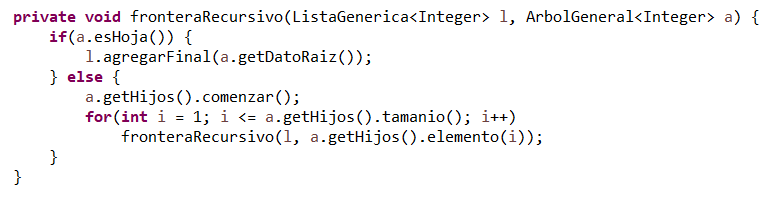 private void fronteraRecursivo(ListaGenerica<Integer> l, ArbolGeneral<Integer> a) {
    if(a.esHoja()) {
        l.agregarFinal(a.getDatoRaiz());
    } else {
        a.getHijos().comenzar();
        for(int i = 1; i <= a.getHijos().tamanio(); i++)
            fronteraRecursivo(l, a.getHijos().elemento(i));
    }
}